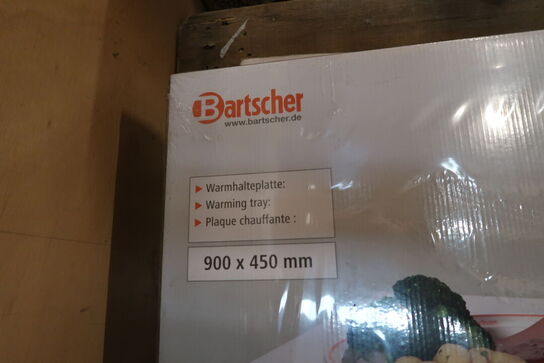 Bartscher
www.bartscher.de
Warmhalteplatte:
Warming tray:
Plaque chauffante :
900 x 450 mm